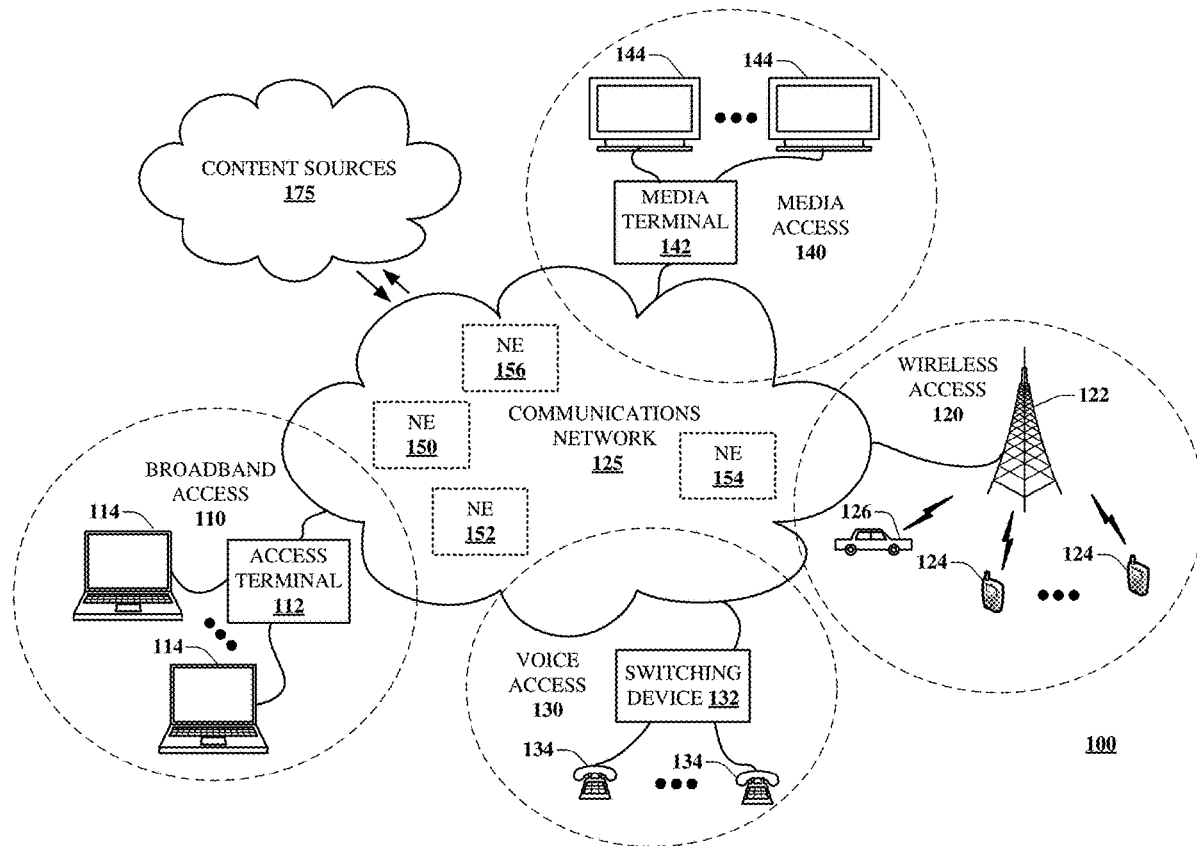 144
144
CONTENT SOURCES
175
MEDIA
TERMINAL
142
MEDIA
ACCESS
140
NE
156
WIRELESS
ACCESS
120
122
COMMUNICATIONS
NETWORK
125
NE
150
NE
154
BROADBAND
ACCESS
110
NE
152
114
126
ACCESS
TERMINAL
112
124
124
114
VOICE
ACCESS
130
SWITCHING
DEVICE 132
134
134
100